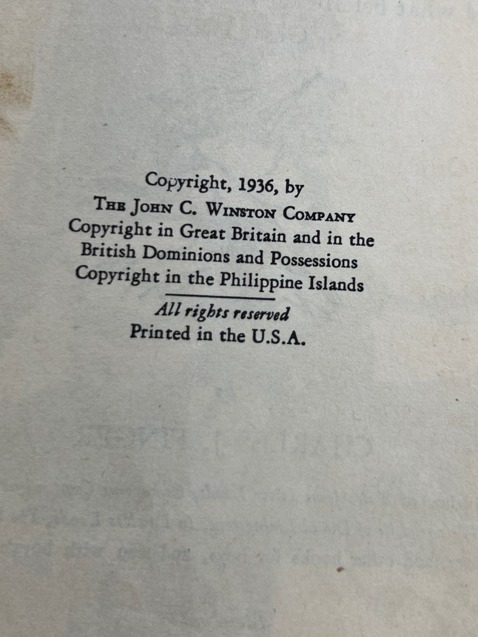 Copyright, 1936, by
The John C. Winston Company
Copyright in Great Britain and in the
British Dominions and Possessions
Copyright in the Philippine Islands
All rights reserved
Printed in the U.S.A.